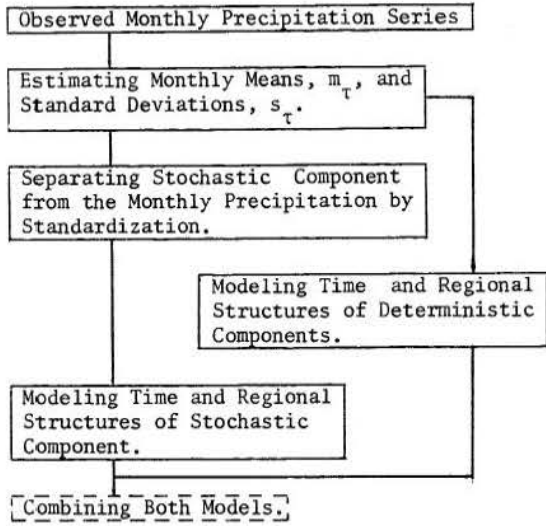 Observed Monthly Precipitation Series
Estimating Monthly Means, m_τ, and
Standard Deviations, s_τ.
Separating Stochastic Component
from the Monthly Precipitation by
Standardization.
Modeling Time and Regional
Structures of Deterministic
Components.
Modeling Time and Regional
Structures of Stochastic
Component.
Combining Both Models.